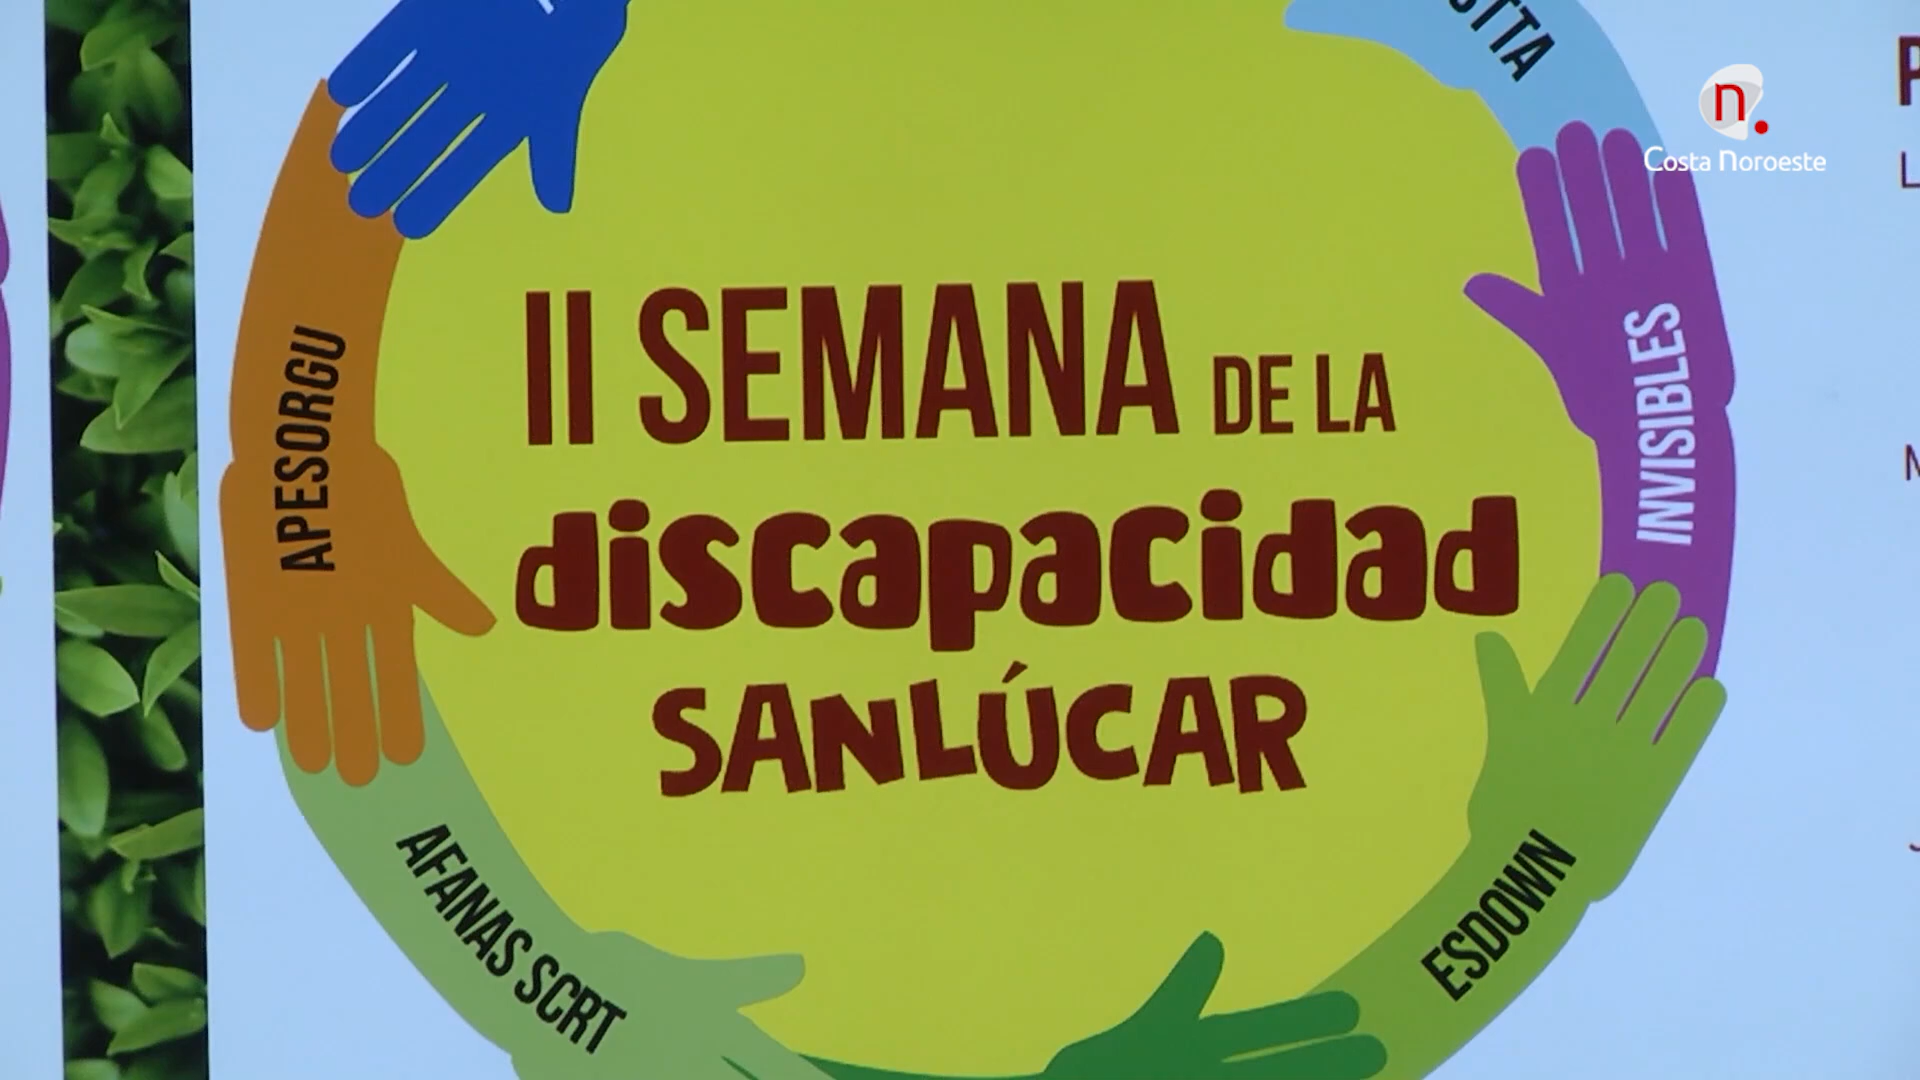 n.
Costa Noroeste
APESORGU
INVISIBLES
II SEMANA DE LA
discapacidad
SANLÚCAR
AFANAS SCRT
ESDOWN